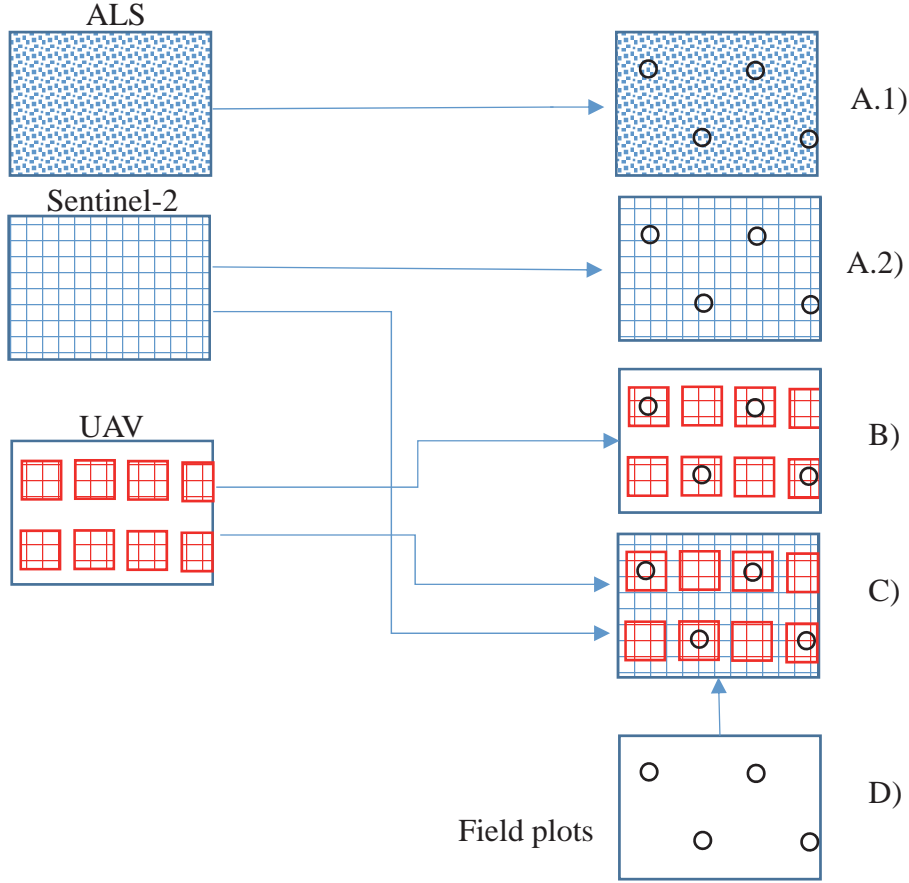 ALS
A.1)
Sentinel-2
A.2)
UAV
B)
C)
D)
Field plots